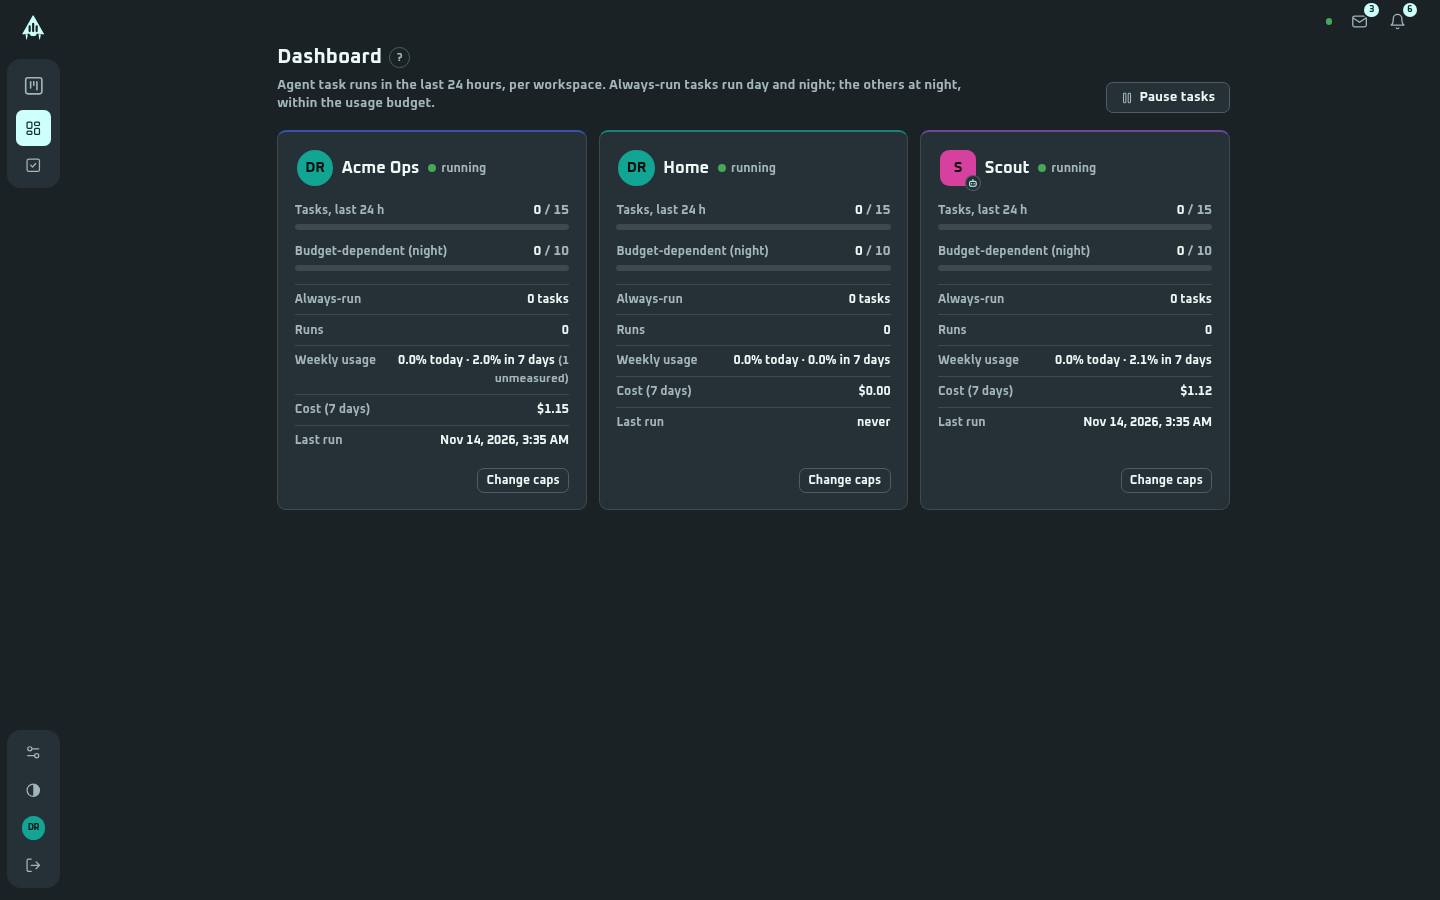 3
6
Dashboard ?
Agent task runs in the last 24 hours, per workspace. Always-run tasks run day and night; the others at night,
within the usage budget.
Pause tasks
DR Acme Ops running
Tasks, last 24 h 0 / 15
Budget-dependent (night) 0 / 10
Always-run 0 tasks
Runs 0
Weekly usage 0.0% today · 2.0% in 7 days (1
unmeasured)
Cost (7 days) $1.15
Last run Nov 14, 2026, 3:35 AM
Change caps
DR Home running
Tasks, last 24 h 0 / 15
Budget-dependent (night) 0 / 10
Always-run 0 tasks
Runs 0
Weekly usage 0.0% today · 0.0% in 7 days
Cost (7 days) $0.00
Last run never
Change caps
S Scout running
Tasks, last 24 h 0 / 15
Budget-dependent (night) 0 / 10
Always-run 0 tasks
Runs 0
Weekly usage 0.0% today · 2.1% in 7 days
Cost (7 days) $1.12
Last run Nov 14, 2026, 3:35 AM
Change caps
DR